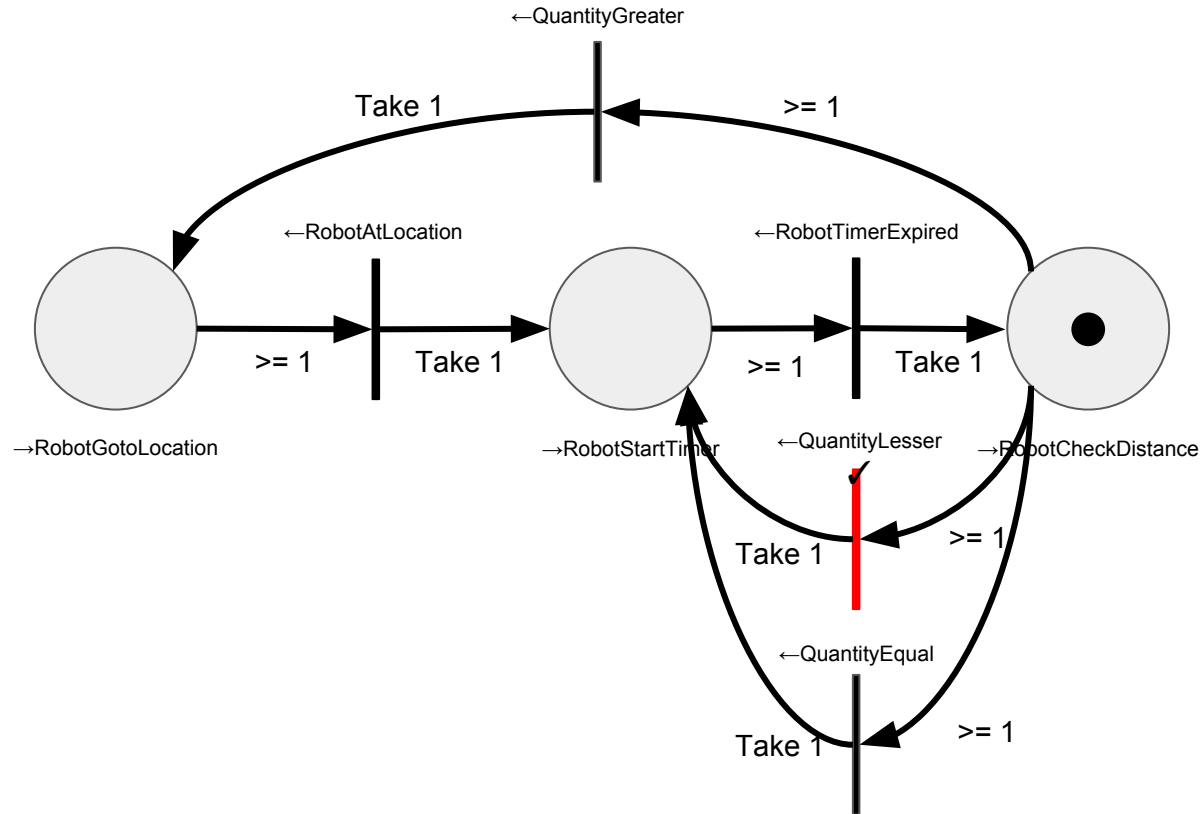 ←QuantityGreater
Take 1
>= 1
←RobotAtLocation
←RobotTimerExpired
>= 1
Take 1
>= 1
Take 1
→RobotGotoLocation
→RobotStartTimer
←QuantityLesser
→RobotCheckDistance
✓
Take 1
>= 1
←QuantityEqual
Take 1
>= 1